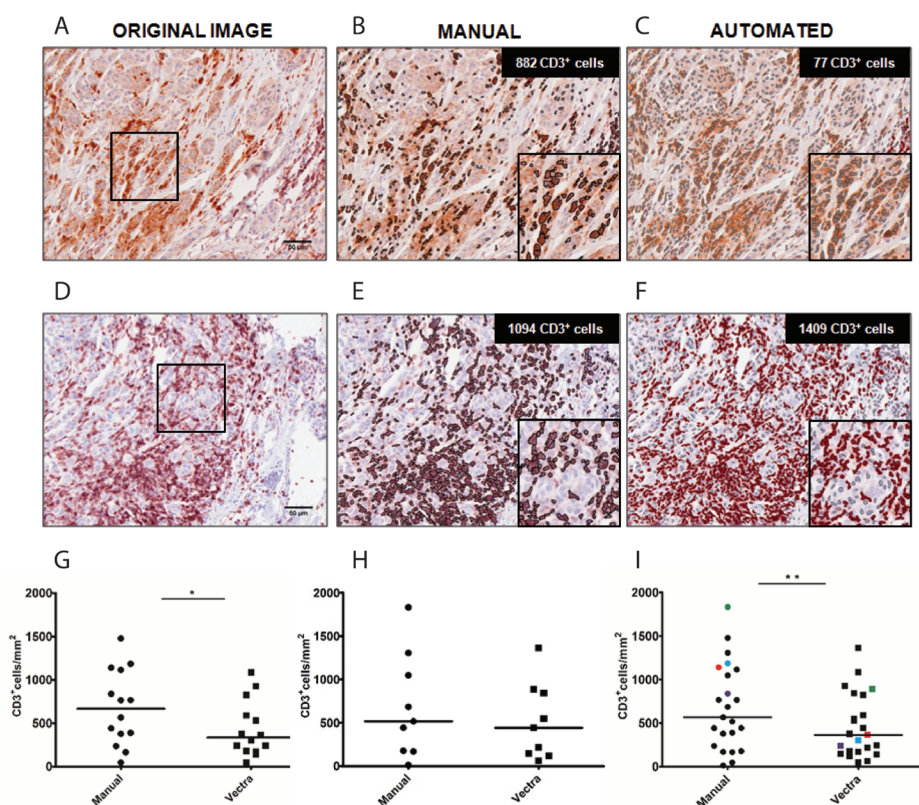 A ORIGINAL IMAGE B MANUAL C AUTOMATED
882 CD3⁺ cells
77 CD3⁺ cells
50 µm
D E F
1094 CD3⁺ cells
1409 CD3⁺ cells
50 µm
G H I
*
**
2000
1500
1000
500
0
CD3⁺cells/mm²
Manual
Vectra
2000
1500
1000
500
0
CD3⁺cells/mm²
Manual
Vectra
2000
1500
1000
500
0
CD3⁺cells/mm²
Manual
Vectra